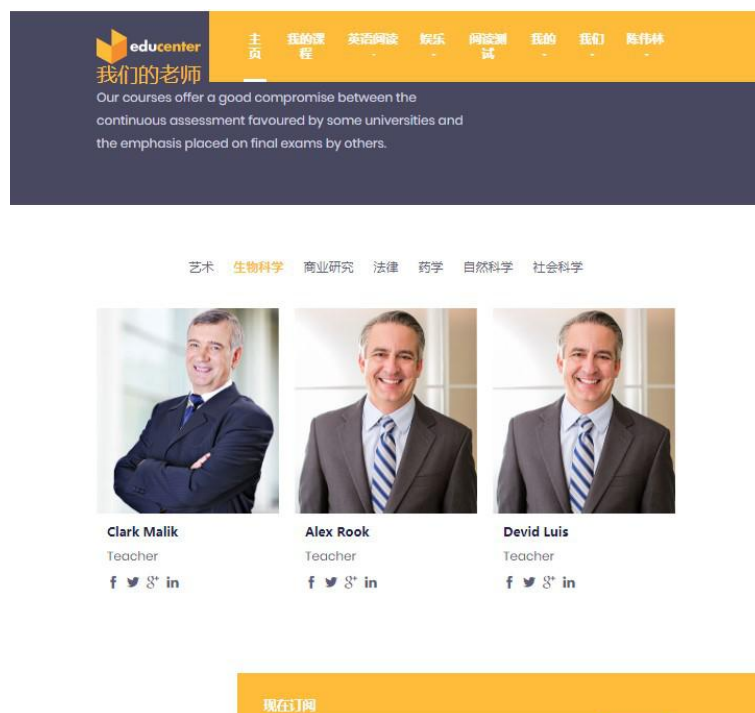 educenter
主页 我的课程 英语阅读 娱乐 阅读测试 我的 我们 陈伟林
我们的老师
Our courses offer a good compromise between the
continuous assessment favoured by some universities and
the emphasis placed on final exams by others.
艺术 生物科学 商业研究 法律 药学 自然科学 社会科学
Clark Malik
Teacher
Alex Rook
Teacher
Devid Luis
Teacher
现在订阅